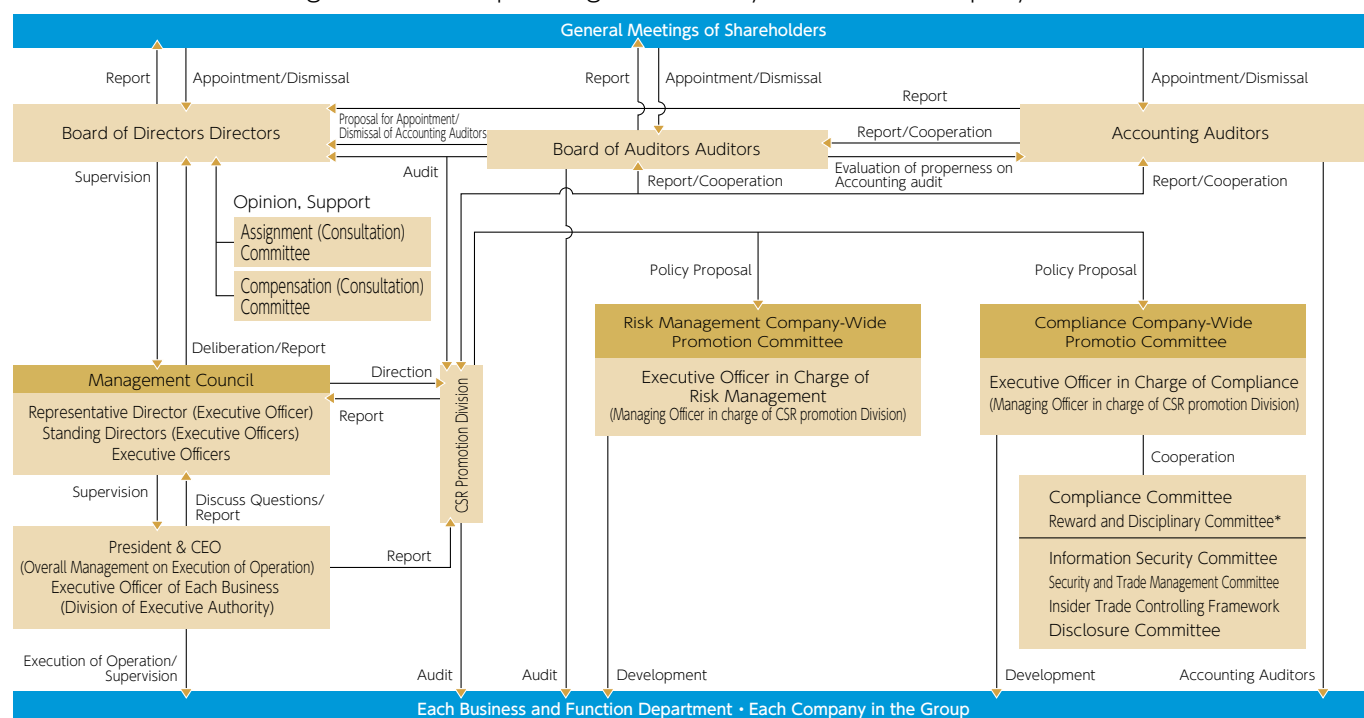 General Meetings of Shareholders
Report
Appointment/Dismissal
Report
Appointment/Dismissal
Appointment/Dismissal
Report
Board of Directors Directors
Proposal for Appointment/
Dismissal of Accounting Auditors
Board of Auditors Auditors
Report/Cooperation
Accounting Auditors
Supervision
Audit
Report/Cooperation
Evaluation of properness on
Accounting audit
Report/Cooperation
Opinion, Support
Assignment (Consultation)
Committee
Compensation (Consultation)
Committee
Policy Proposal
Policy Proposal
Deliberation/Report
Risk Management Company-Wide
Promotion Committee
Executive Officer in Charge of
Risk Management
(Managing Officer in charge of CSR promotion Division)
Compliance Company-Wide
Promotio Committee
Executive Officer in Charge of Compliance
(Managing Officer in charge of CSR promotion Division)
Management Council
Representative Director (Executive Officer)
Standing Directors (Executive Officers)
Executive Officers
Direction
Report
CSR Promotion Division
Cooperation
Supervision
Discuss Questions/
Report
Compliance Committee
Reward and Disciplinary Committee*
Information Security Committee
Security and Trade Management Committee
Insider Trade Controlling Framework
Disclosure Committee
President & CEO
(Overall Management on Execution of Operation)
Executive Officer of Each Business
(Division of Executive Authority)
Report
Execution of Operation/
Supervision
Audit
Audit
Development
Development
Accounting Auditors
Each Business and Function Department・Each Company in the Group